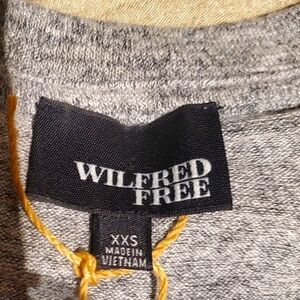 WILFRED
FREE
XXS
MADE IN
VIETNAM